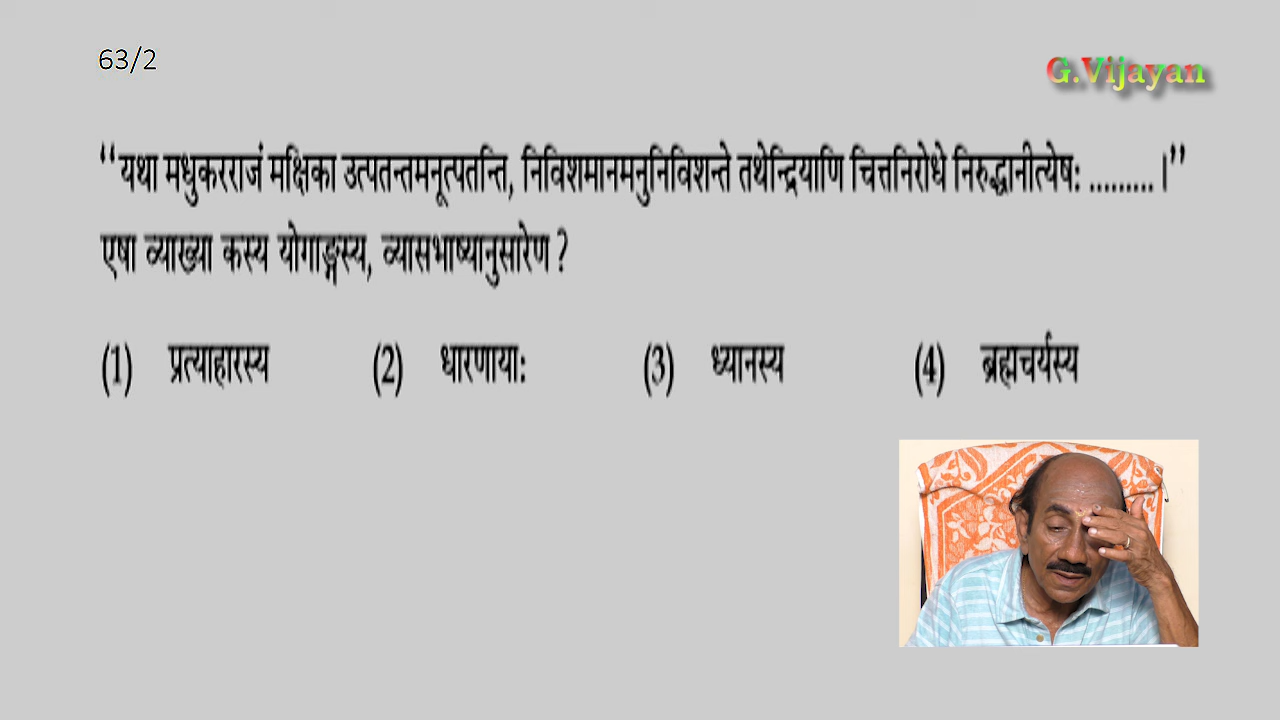 63/2
G.Vijayan
“यथा मधुकरराजं मक्षिका उत्पतन्तमनूत्पतन्ति, निविशमानमनुनिविशन्ते तथेन्द्रियाणि चित्तनिरोधे निरुद्धानीत्येषः ......... ।”
एषा व्याख्या कस्य योगाङ्गस्य, व्यासभाष्यानुसारेण ?
(1) प्रत्याहारस्य (2) धारणायाः (3) ध्यानस्य (4) ब्रह्मचर्यस्य